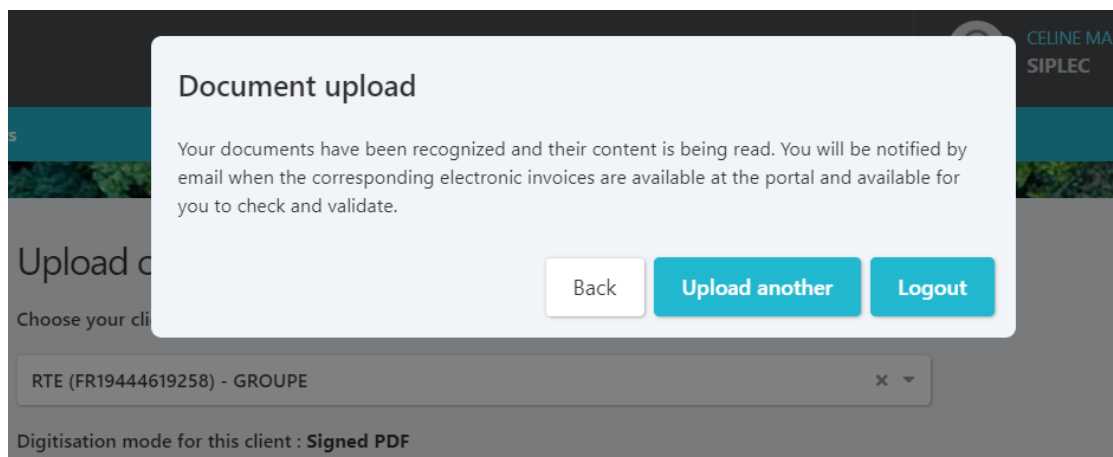 CELINE MA
SIPLEC
Document upload
s
Your documents have been recognized and their content is being read. You will be notified by
email when the corresponding electronic invoices are available at the portal and available for
you to check and validate.
Upload
Back
Upload another
Logout
Choose your cli
RTE (FR19444619258) - GROUPE
Digitisation mode for this client : Signed PDF